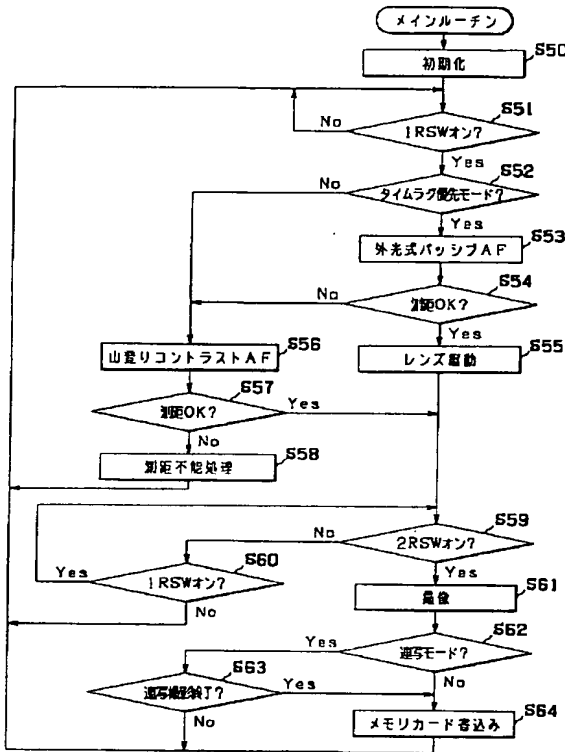 メインルーチン
S50
初期化
S51
1RSWオン?
No
Yes
S52
タイムラグ優先モード?
No
Yes
S53
外光式パッシブAF
S54
測距OK?
No
Yes
S56
山登りコントラストAF
S55
レンズ駆動
S57
測距OK?
Yes
No
S58
測距不能処理
S59
2RSWオン?
No
Yes
S60
1RSWオン?
Yes
No
S61
撮像
S62
連写モード?
Yes
No
S63
連写撮影終了?
Yes
No
S64
メモリカード書込み